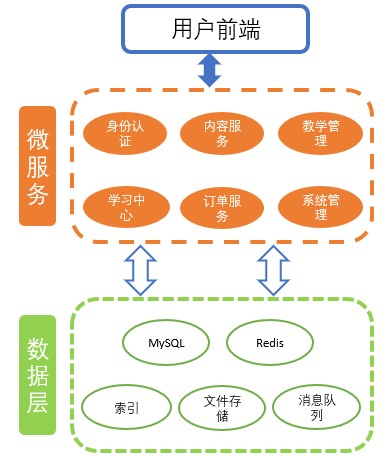 用户前端
微
服
务
身份认
证
内容服
务
教学管
理
学习中
心
订单服
务
系统管
理
数
据
层
MySQL
Redis
索引
文件存
储
消息队
列